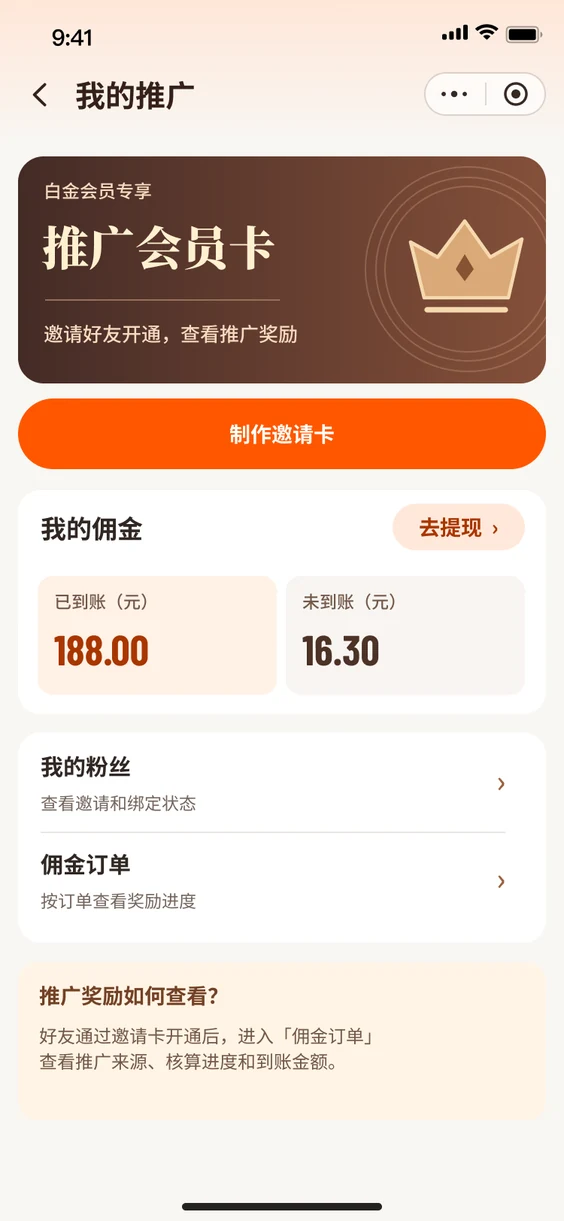 9:41
我的推广
白金会员专享
推广会员卡
邀请好友开通，查看推广奖励
制作邀请卡
我的佣金
去提现 ›
已到账（元）
未到账（元）
188.00
16.30
我的粉丝
查看邀请和绑定状态
佣金订单
按订单查看奖励进度
推广奖励如何查看？
好友通过邀请卡开通后，进入「佣金订单」
查看推广来源、核算进度和到账金额。